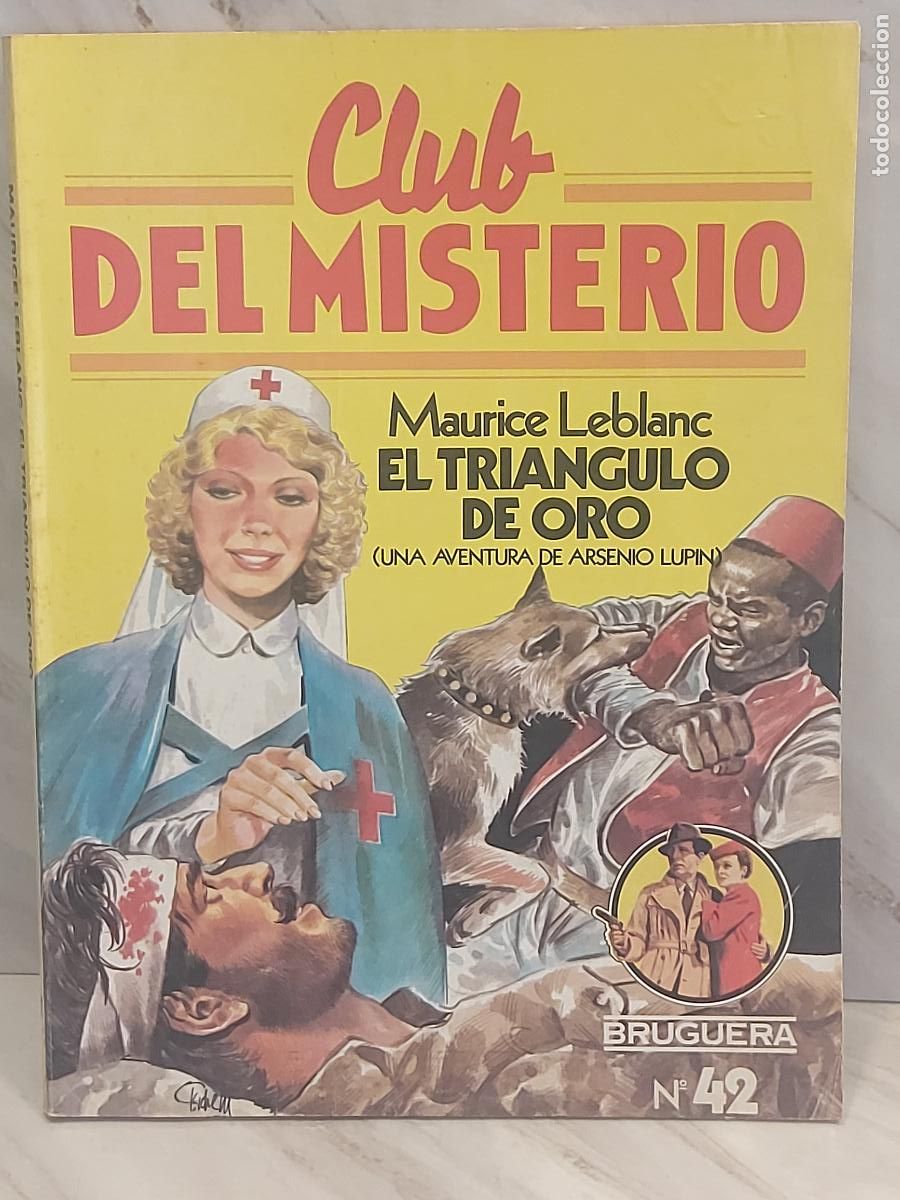 Club
DEL MISTERIO
Maurice Leblanc
EL TRIANGULO
DE ORO
(UNA AVENTURA DE ARSENIO LUPIN)
BRUGUERA
Nº 42
todocoleccion